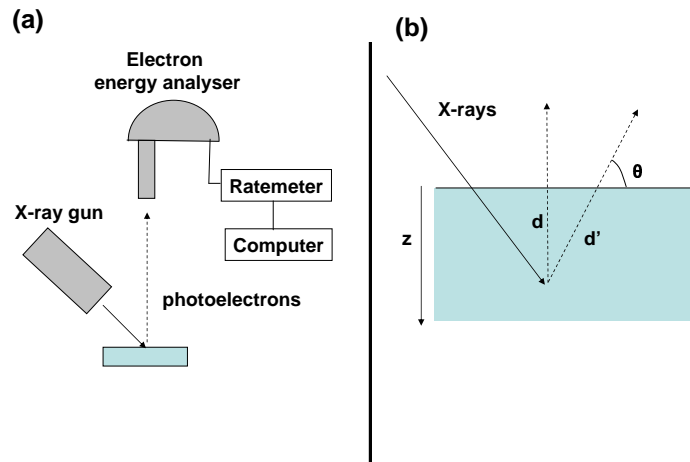 (a)
Electron
energy analyser
X-ray gun
Ratemeter
Computer
photoelectrons
(b)
X-rays
θ
z
d
d’